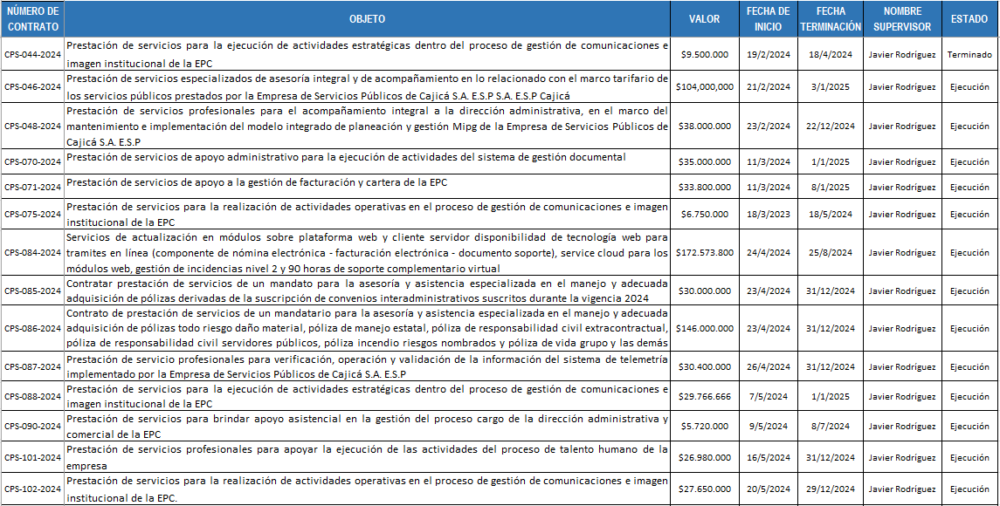 NÚMERO DE CONTRATO OBJETO VALOR FECHA DE INICIO FECHA TERMINACIÓN NOMBRE SUPERVISOR ESTADO
CPS-044-2024 Prestación de servicios para la ejecución de actividades estratégicas dentro del proceso de gestión de comunicaciones e
imagen institucional de la EPC $9.500.000 19/2/2024 18/4/2024 Javier Rodríguez Terminado
CPS-046-2024 Prestación de servicios especializados de asesoría integral y de acompañamiento en lo relacionado con el marco tarifario de
los servicios públicos prestados por la Empresa de Servicios Públicos de Cajicá S.A. E.S.P S.A. E.S.P Cajicá $104,000,000 21/2/2024 3/1/2025 Javier Rodríguez Ejecución
CPS-048-2024 Prestación de servicios profesionales para el acompañamiento integral a la dirección administrativa, en el marco del
mantenimiento e implementación del modelo integrado de planeación y gestión Mipg de la Empresa de Servicios Públicos de
Cajicá S.A. E.S.P $38.000.000 23/2/2024 22/12/2024 Javier Rodríguez Ejecución
CPS-070-2024 Prestación de servicios de apoyo administrativo para la ejecución de actividades del sistema de gestión documental $35.000.000 11/3/2024 1/1/2025 Javier Rodríguez Ejecución
CPS-071-2024 Prestación de servicios de apoyo a la gestión de facturación y cartera de la EPC $33.800.000 11/3/2024 8/1/2025 Javier Rodríguez Ejecución
CPS-075-2024 Prestación de servicios para la realización de actividades operativas en el proceso de gestión de comunicaciones e imagen
institucional de la EPC $6.750.000 18/3/2023 18/5/2024 Javier Rodríguez Ejecución
CPS-084-2024 Servicios de actualización en módulos sobre plataforma web y cliente servidor disponibilidad de tecnología web para
tramites en línea (componente de nómina electrónica - facturación electrónica - documento soporte), service cloud para los
módulos web, gestión de incidencias nivel 2 y 90 horas de soporte complementario virtual $172.573.800 24/4/2024 25/8/2024 Javier Rodríguez Ejecución
CPS-085-2024 Contratar prestación de servicios de un mandato para la asesoría y asistencia especializada en el manejo y adecuada
adquisición de pólizas derivadas de la suscripción de convenios interadministrativos suscritos durante la vigencia 2024 $30.000.000 23/4/2024 31/12/2024 Javier Rodríguez Ejecución
CPS-086-2024 Contrato de prestación de servicios de un mandatario para la asesoría y asistencia especializada en el manejo y adecuada
adquisición de pólizas todo riesgo daño material, póliza de manejo estatal, póliza de responsabilidad civil extracontractual,
póliza de responsabilidad civil servidores públicos, póliza incendio riesgos nombrados y póliza de vida grupo y las demás $146.000.000 23/4/2024 31/12/2024 Javier Rodríguez Ejecución
CPS-087-2024 Prestación de servicio profesionales para verificación, operación y validación de la información del sistema de telemetría
implementado por la Empresa de Servicios Públicos de Cajicá S.A. E.S.P $30.400.000 26/4/2024 31/12/2024 Javier Rodríguez Ejecución
CPS-088-2024 Prestación de servicios para la ejecución de actividades estratégicas dentro del proceso de gestión de comunicaciones e
imagen institucional de la EPC $29.766.666 7/5/2024 1/1/2025 Javier Rodríguez Ejecución
CPS-090-2024 Prestación de servicios para brindar apoyo asistencial en la gestión del proceso cargo de la dirección administrativa y
comercial de la EPC $5.720.000 9/5/2024 8/7/2024 Javier Rodríguez Ejecución
CPS-101-2024 Prestación de servicios profesionales para apoyar la ejecución de las actividades del proceso de talento humano de la
empresa $26.980.000 16/5/2024 31/12/2024 Javier Rodríguez Ejecución
CPS-102-2024 Prestación de servicios para la realización de actividades operativas en el proceso de gestión de comunicaciones e imagen
institucional de la EPC. $27.650.000 20/5/2024 29/12/2024 Javier Rodríguez Ejecución